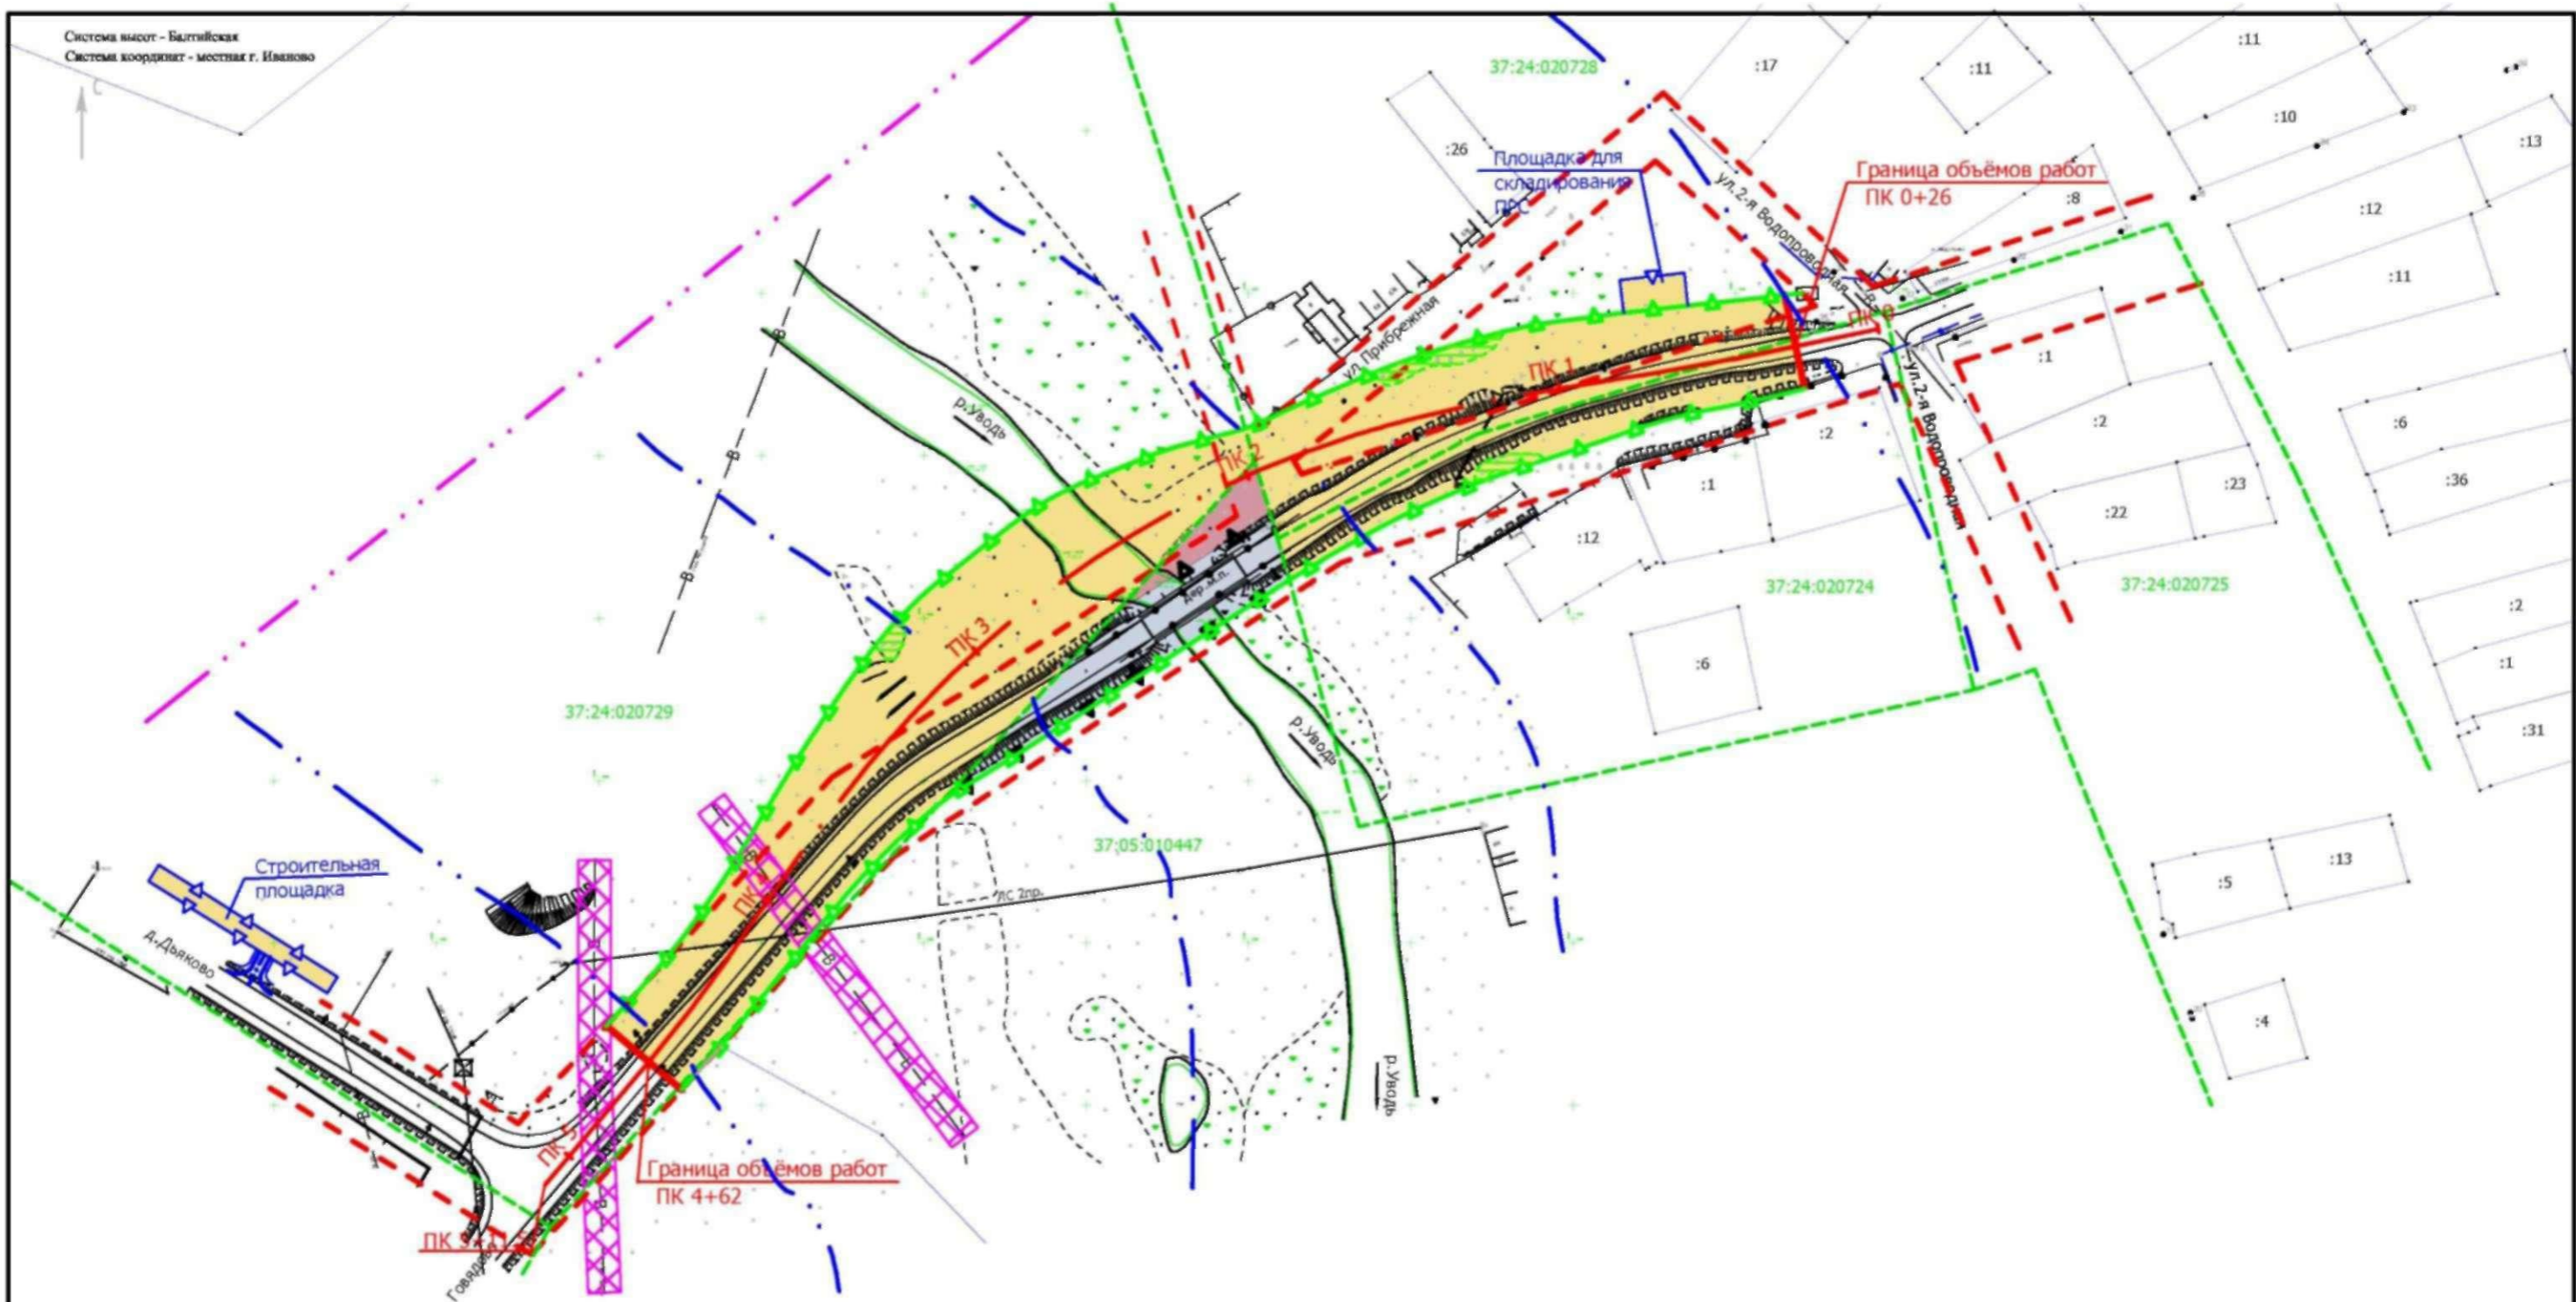 Система высот - Балтийская
Система координат - местная г. Иваново
С
37:24:020728
:17
:11
:11
:10
:13
:26
Площадка для
складирования
ПРС
Граница объёмов работ
ПК 0+26
:8
:12
:11
ул.2-я Водопроводная
ул. Прибрежная
ПК 0
ПК 1
:1
:2
:6
:36
р.Уводь
В
В
В
ПК 2
:2
:1
:12
:22
:23
ул.2-я Водопроводная
37:24:020724
37:24:020725
:2
:1
:31
:6
ПК 3
37:24:020729
р.Уводь
37:05:010447
Строительная
площадка
д.Дьяково
ЛС 2пр.
В
:5
:13
:4
р.Уводь
ПК 5
Граница объёмов работ
ПК 4+62